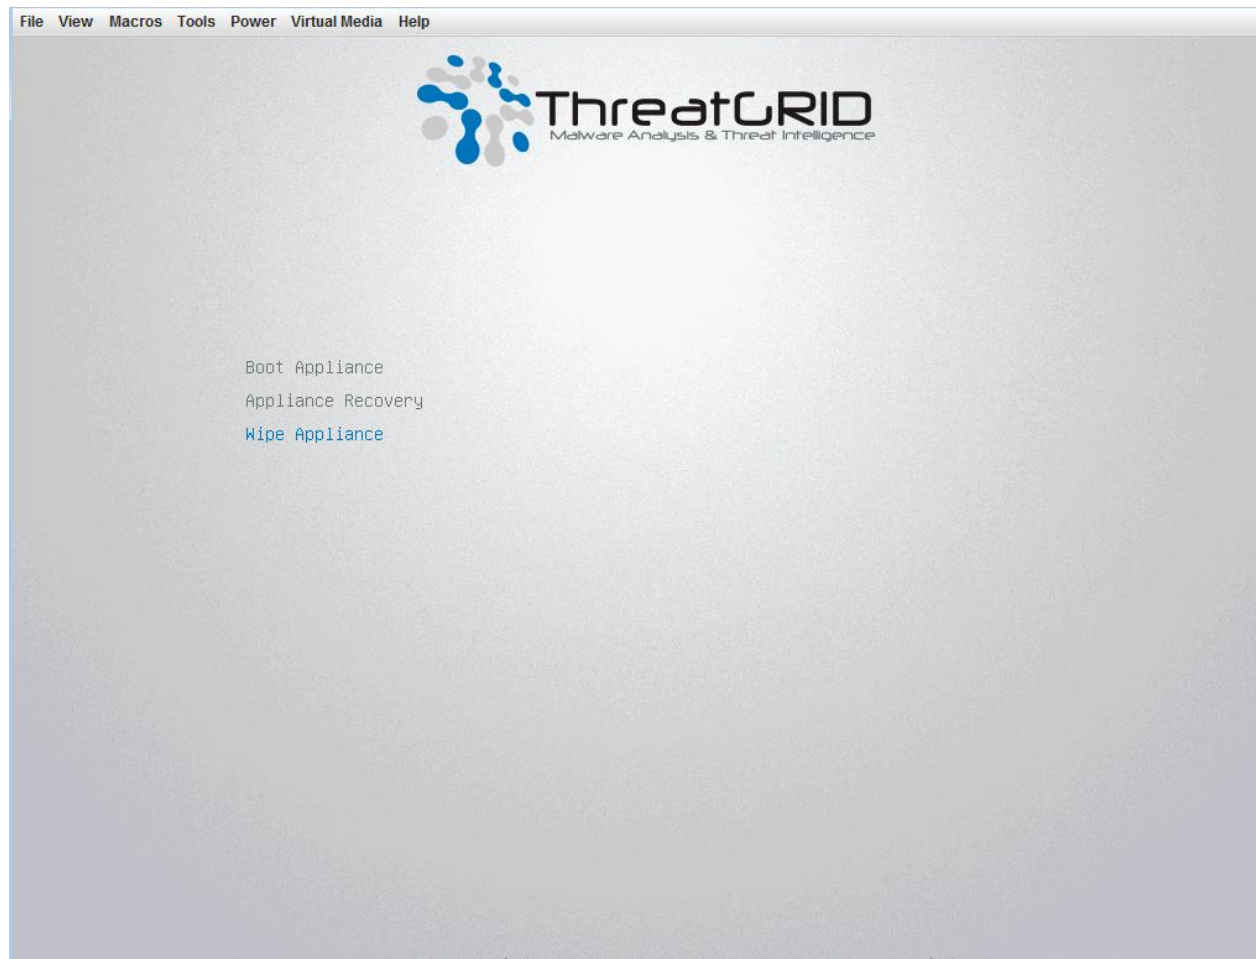 File View Macros Tools Power Virtual Media Help
ThreatGRID
Malware Analysis & Threat Intelligence
Boot Appliance
Appliance Recovery
Wipe Appliance